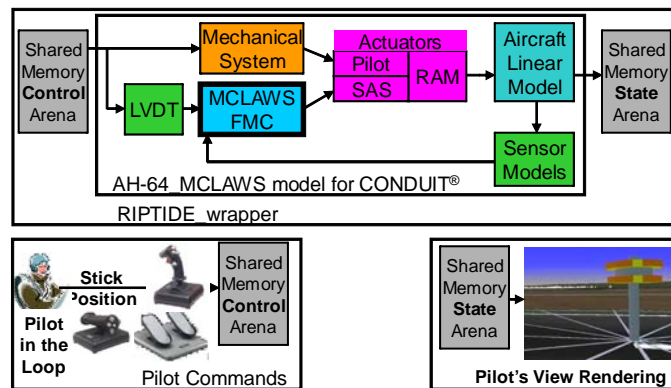 Shared
Memory
Control
Arena
Mechanical
System
LVDT
MCLAWS
FMC
Actuators
Pilot
SAS
RAM
Aircraft
Linear
Model
Sensor
Models
Shared
Memory
State
Arena
AH-64_MCLAWS model for CONDUIT®
RIPTIDE_wrapper
Stick
Position
Pilot
in the
Loop
Shared
Memory
Control
Arena
Pilot Commands
Shared
Memory
State
Arena
Pilot's View Rendering